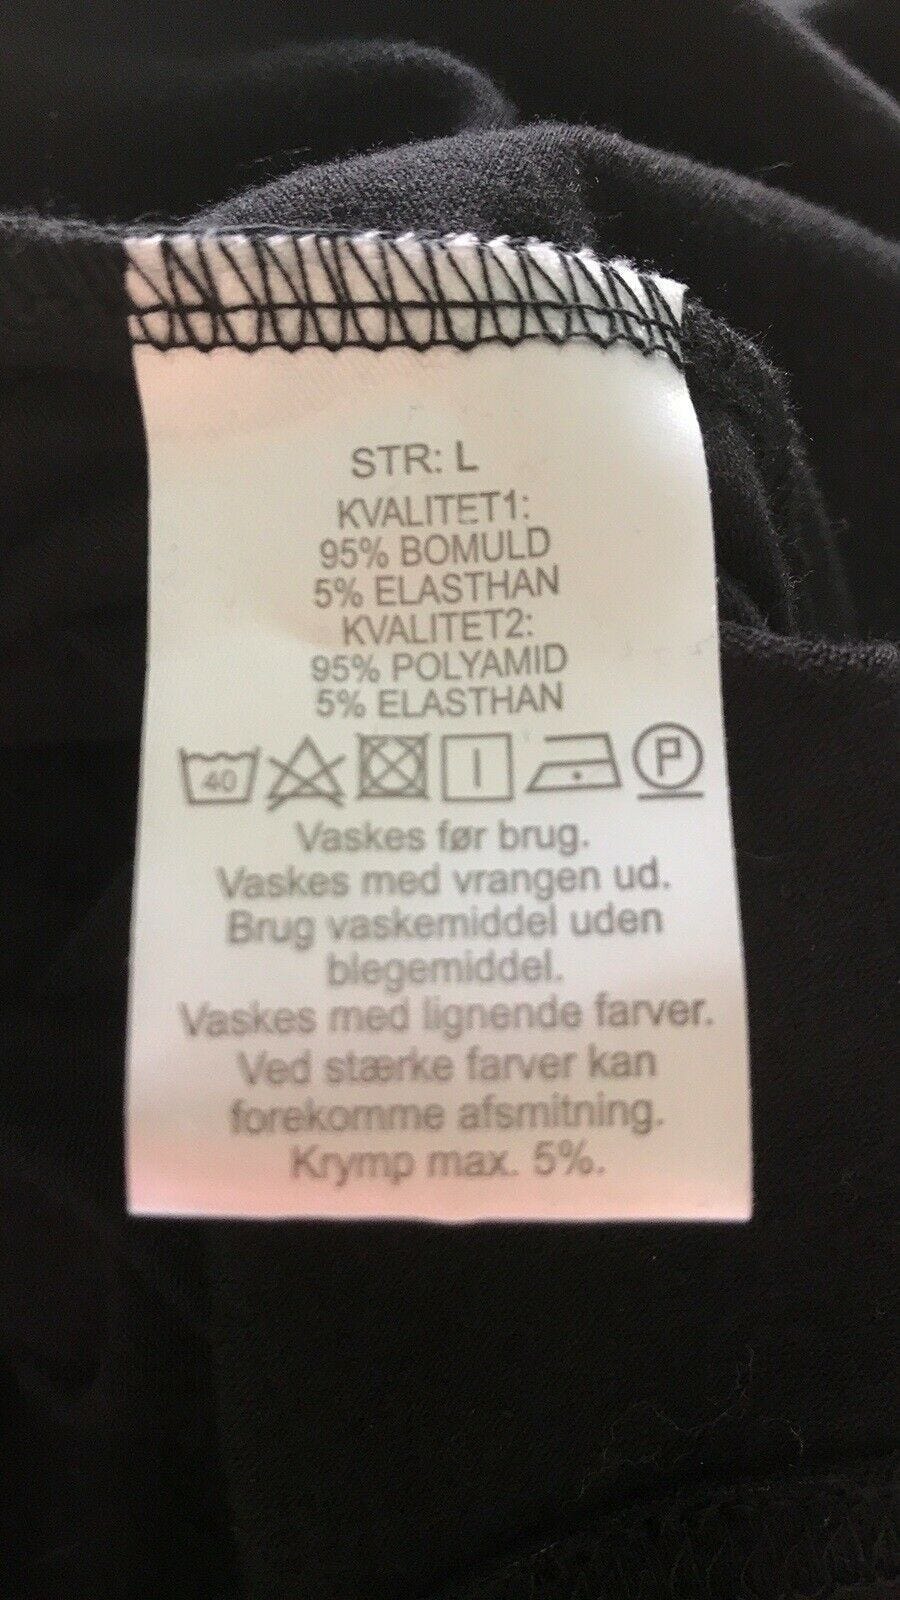 STR: L
KVALITET1:
95% BOMULD
5% ELASTHAN
KVALITET2:
95% POLYAMID
5% ELASTHAN
40 P
Vaskes før brug.
Vaskes med vrangen ud.
Brug vaskemiddel uden
blegemiddel.
Vaskes med lignende farver.
Ved stærke farver kan
forekomme afsmitning.
Krymp max. 5%.